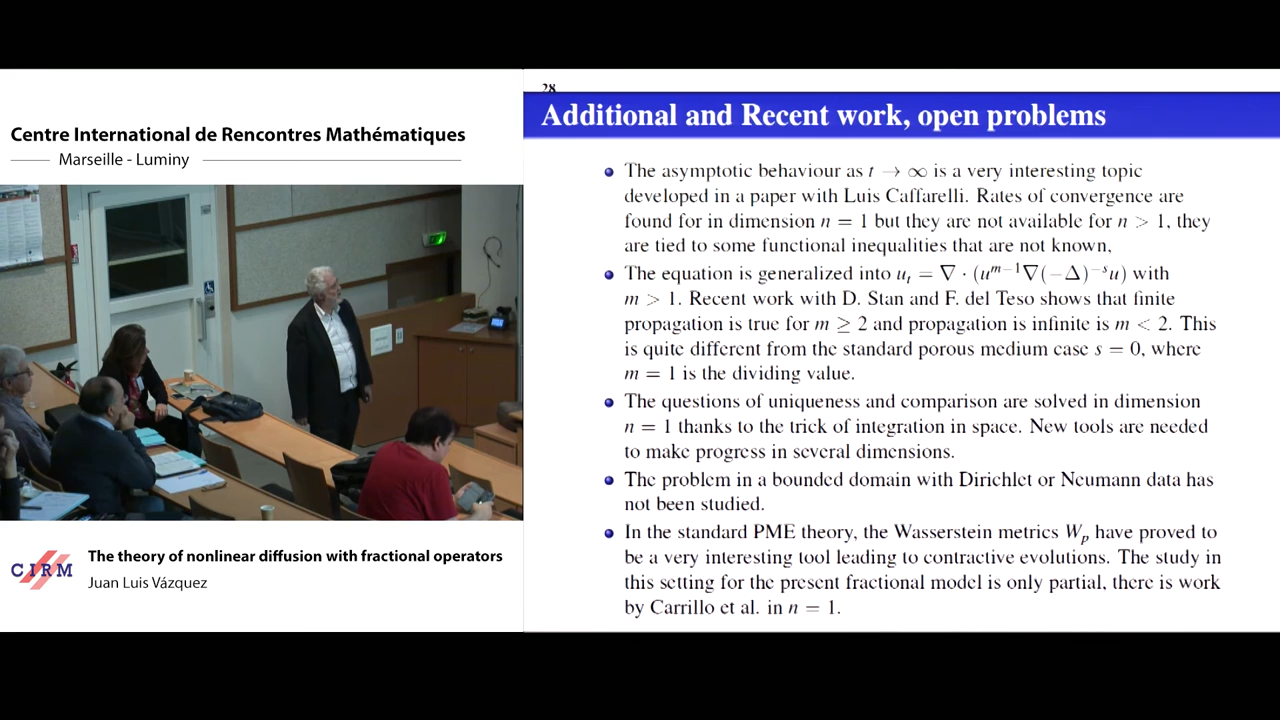 Centre International de Rencontres Mathématiques
Marseille - Luminy
CIRM
The theory of nonlinear diffusion with fractional operators
Juan Luis Vázquez
28
Additional and Recent work, open problems
The asymptotic behaviour as t → ∞ is a very interesting topic
developed in a paper with Luis Caffarelli. Rates of convergence are
found for in dimension n = 1 but they are not available for n > 1, they
are tied to some functional inequalities that are not known,
The equation is generalized into uₜ = ∇ · (uᵐ⁻¹∇(−Δ)⁻ˢu) with
m > 1. Recent work with D. Stan and F. del Teso shows that finite
propagation is true for m ≥ 2 and propagation is infinite is m < 2. This
is quite different from the standard porous medium case s = 0, where
m = 1 is the dividing value.
The questions of uniqueness and comparison are solved in dimension
n = 1 thanks to the trick of integration in space. New tools are needed
to make progress in several dimensions.
The problem in a bounded domain with Dirichlet or Neumann data has
not been studied.
In the standard PME theory, the Wasserstein metrics Wₚ have proved to
be a very interesting tool leading to contractive evolutions. The study in
this setting for the present fractional model is only partial, there is work
by Carrillo et al. in n = 1.